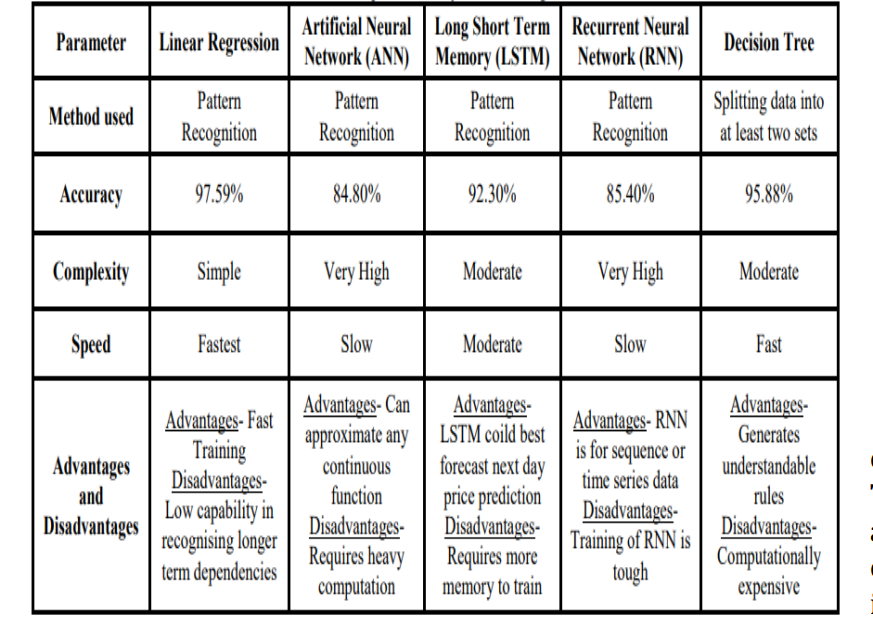 Parameter
Linear Regression
Artificial Neural
Network (ANN)
Long Short Term
Memory (LSTM)
Recurrent Neural
Network (RNN)
Decision Tree
Method used
Pattern
Recognition
Pattern
Recognition
Pattern
Recognition
Pattern
Recognition
Splitting data into
at least two sets
Accuracy
97.59%
84.80%
92.30%
85.40%
95.88%
Complexity
Simple
Very High
Moderate
Very High
Moderate
Speed
Fastest
Slow
Moderate
Slow
Fast
Advantages
and
Disadvantages
Advantages- Fast
Training
Disadvantages-
Low capability in
recognising longer
term dependencies
Advantages- Can
approximate any
continuous
function
Disadvantages-
Requires heavy
computation
Advantages-
LSTM coild best
forecast next day
price prediction
Disadvantages-
Requires more
memory to train
Advantages- RNN
is for sequence or
time series data
Disadvantages-
Training of RNN is
tough
Advantages-
Generates
understandable
rules
Disadvantages-
Computationally
expensive